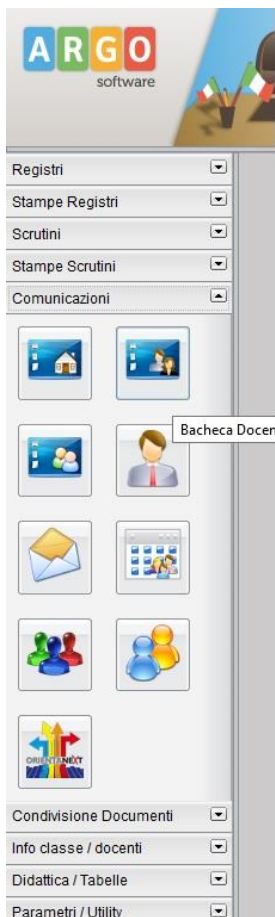 ARGO
software
Registri
Stampe Registri
Scrutini
Stampe Scrutini
Comunicazioni
Bacheca Docen
ORIENTANEXT
Condivisione Documenti
Info classe / docenti
Didattica / Tabelle
Parametri / Utility